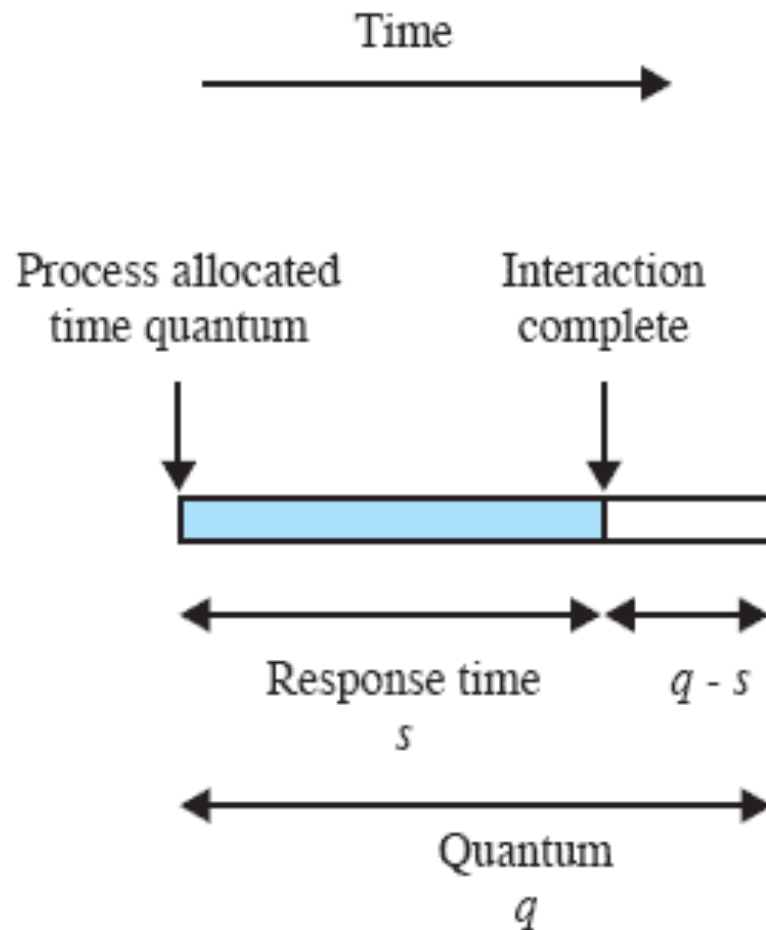 Time
Process allocated
time quantum
Interaction
complete
Response time
s
q - s
Quantum
q